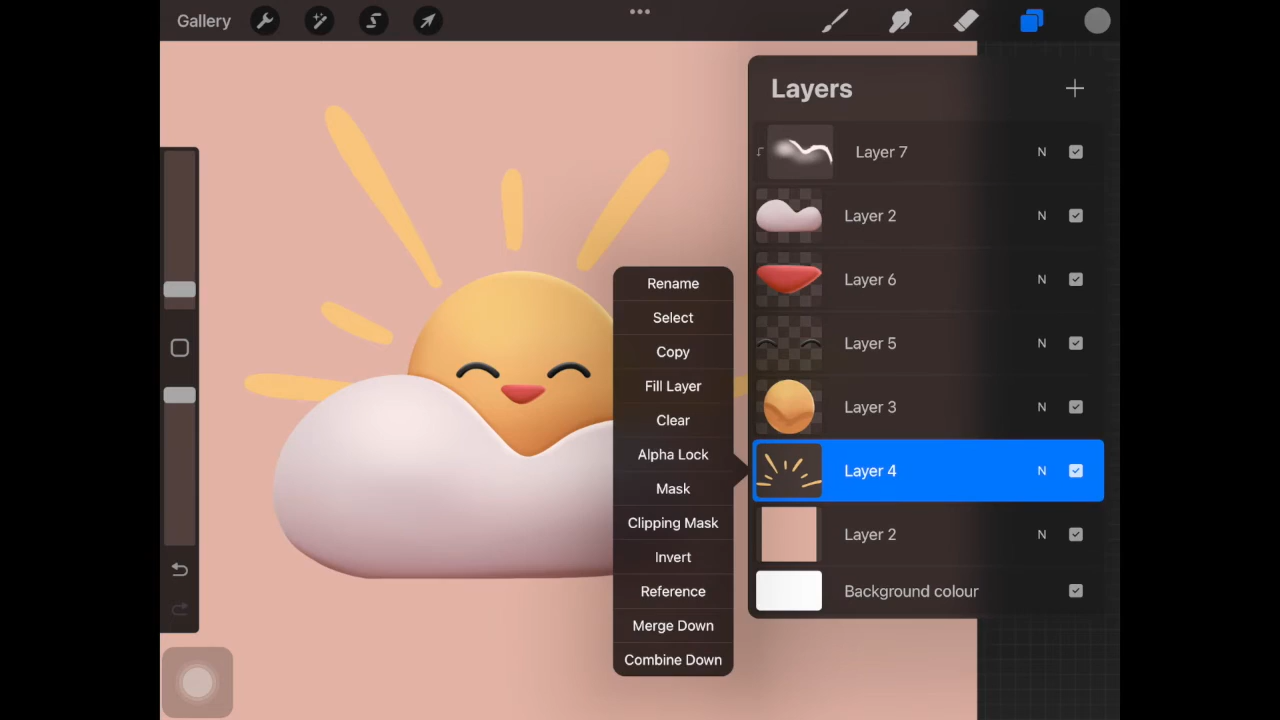 Gallery
Layers
Layer 7
N
Layer 2
N
Layer 6
N
Layer 5
N
Layer 3
N
Layer 4
N
Layer 2
N
Background colour
Rename
Select
Copy
Fill Layer
Clear
Alpha Lock
Mask
Clipping Mask
Invert
Reference
Merge Down
Combine Down